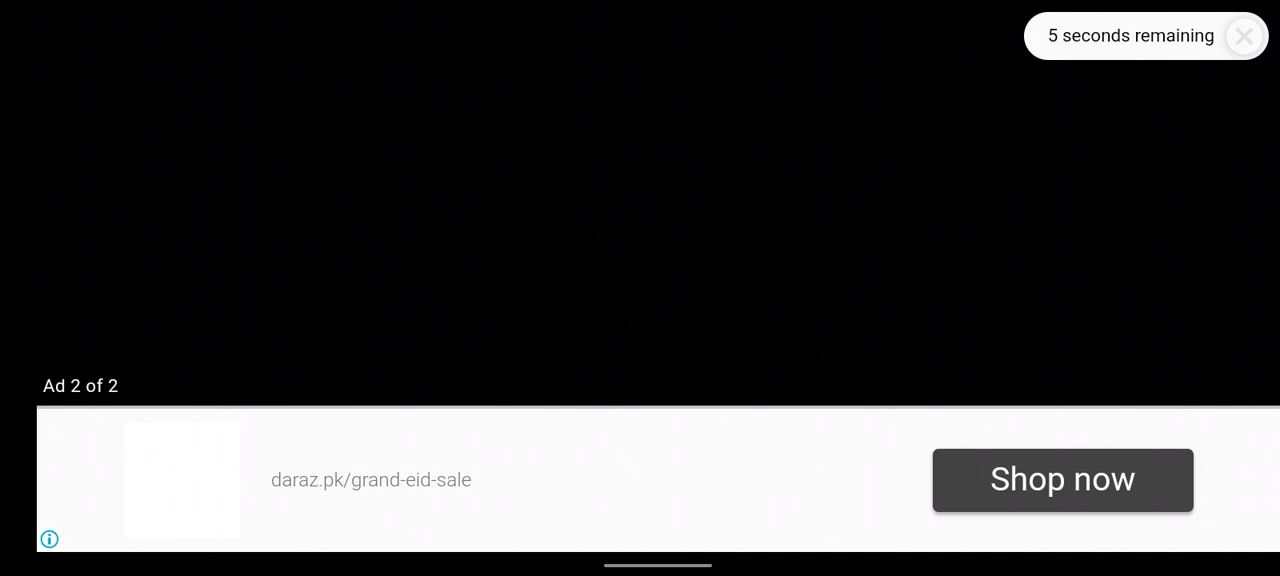 5 seconds remaining
Ad 2 of 2
daraz.pk/grand-eid-sale
Shop now